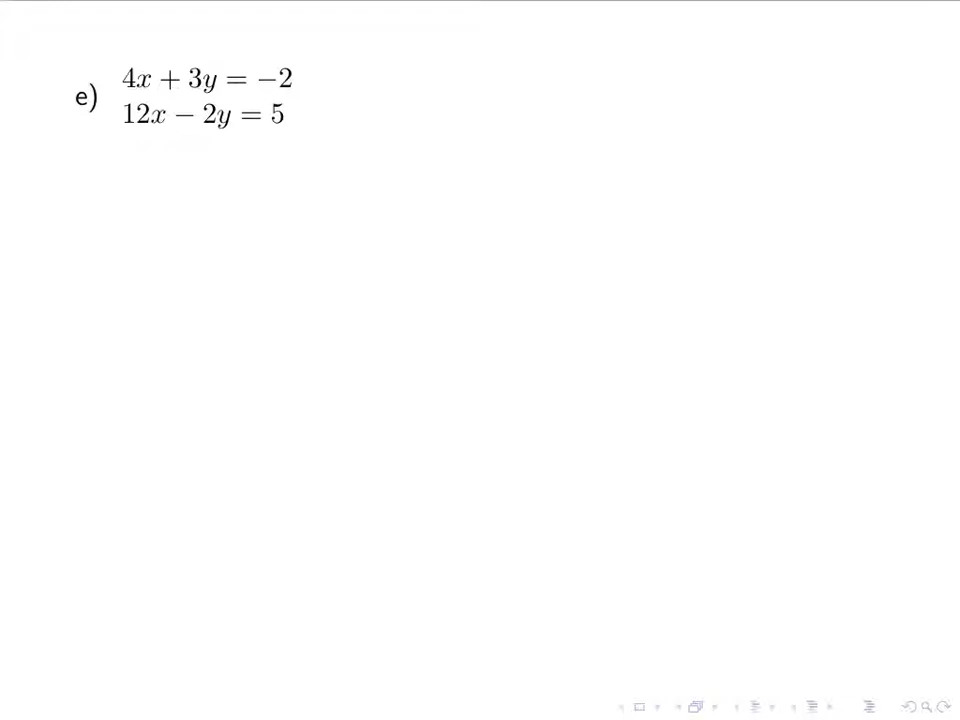 e) 4x + 3y = −2
12x − 2y = 5